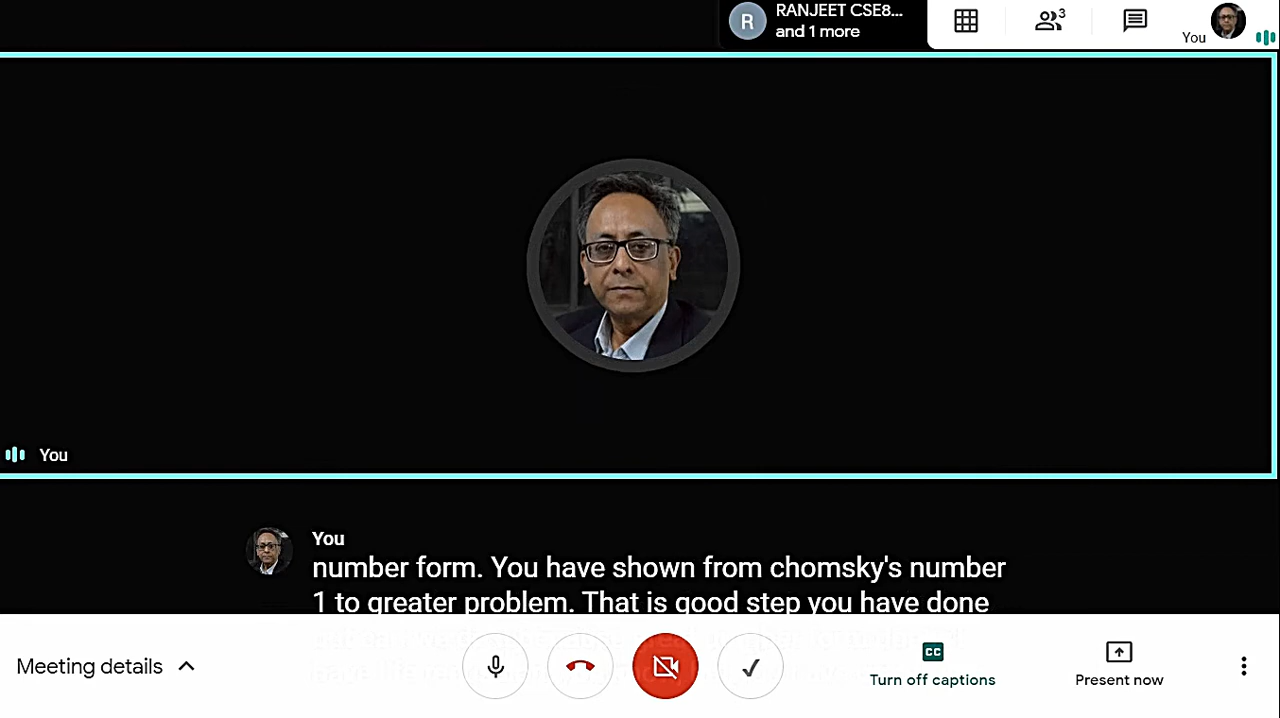 R
RANJEET CSE8...
and 1 more
3
You
You
You
number form. You have shown from chomsky's number
1 to greater problem. That is good step you have done
Meeting details
CC
Turn off captions
Present now